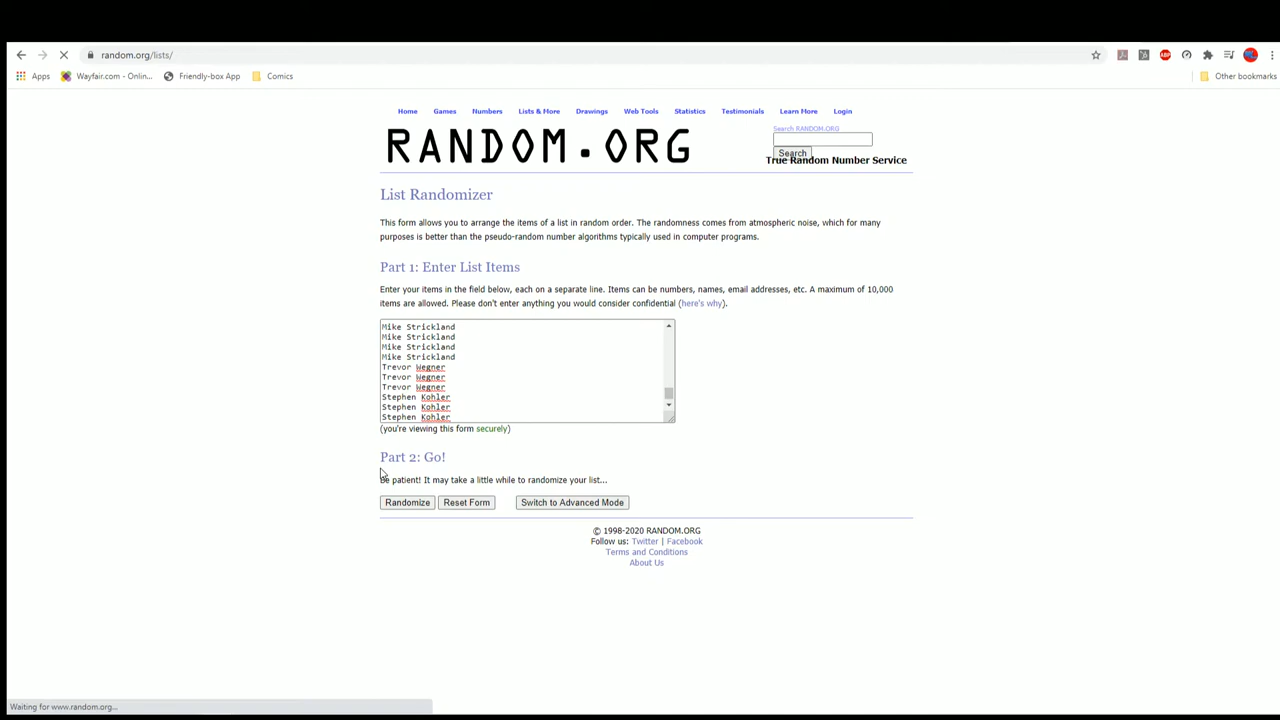 random.org/lists/
Apps Wayfair.com - Onlin... Friendly-box App Comics Other bookmarks
Home Games Numbers Lists & More Drawings Web Tools Statistics Testimonials Learn More Login
RANDOM.ORG
Search RANDOM.ORG
Search
True Random Number Service
List Randomizer
This form allows you to arrange the items of a list in random order. The randomness comes from atmospheric noise, which for many
purposes is better than the pseudo-random number algorithms typically used in computer programs.
Part 1: Enter List Items
Enter your items in the field below, each on a separate line. Items can be numbers, names, email addresses, etc. A maximum of 10,000
items are allowed. Please don't enter anything you would consider confidential (here's why).
Mike Strickland
Mike Strickland
Mike Strickland
Mike Strickland
Trevor Wegner
Trevor Wegner
Trevor Wegner
Stephen Kohler
Stephen Kohler
Stephen Kohler
(you're viewing this form securely)
Part 2: Go!
Be patient! It may take a little while to randomize your list...
Randomize Reset Form Switch to Advanced Mode
© 1998-2020 RANDOM.ORG
Follow us: Twitter | Facebook
Terms and Conditions
About Us
Waiting for www.random.org...